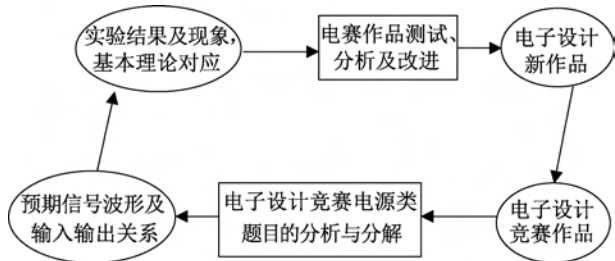 实验结果及现象,
基本理论对应
电赛作品测试、
分析及改进
电子设计
新作品
预期信号波形及
输入输出关系
电子设计竞赛电源类
题目的分析与分解
电子设计
竞赛作品